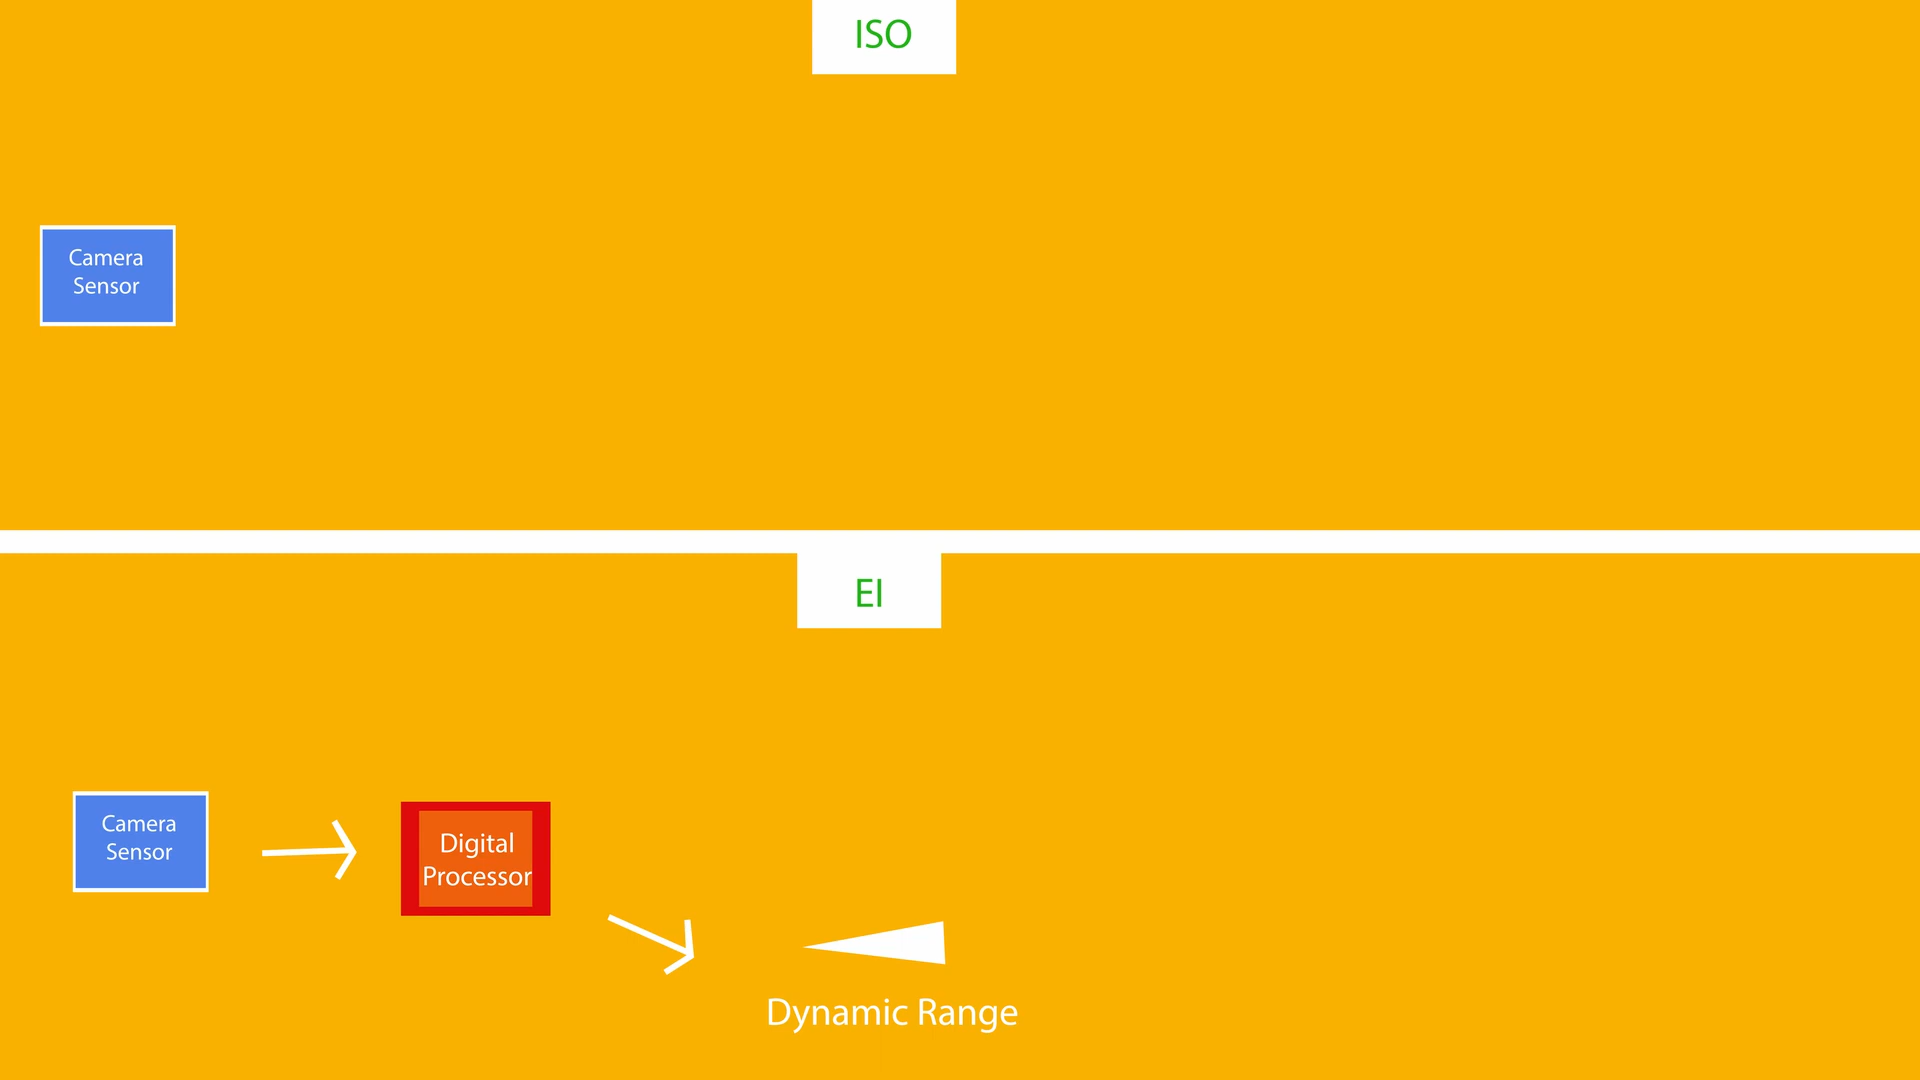 ISO
Camera
Sensor
EI
Camera
Sensor
Digital
Processor
Dynamic Range